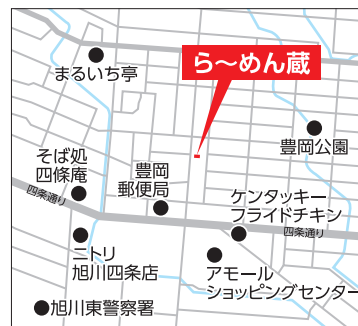 まるいち亭
ら〜めん蔵
豊岡公園
そば処
四條庵
豊岡
郵便局
四条通り
ケンタッキー
フライドチキン
四条通り
ニトリ
旭川四条店
アモール
ショッピングセンター
旭川東警察署